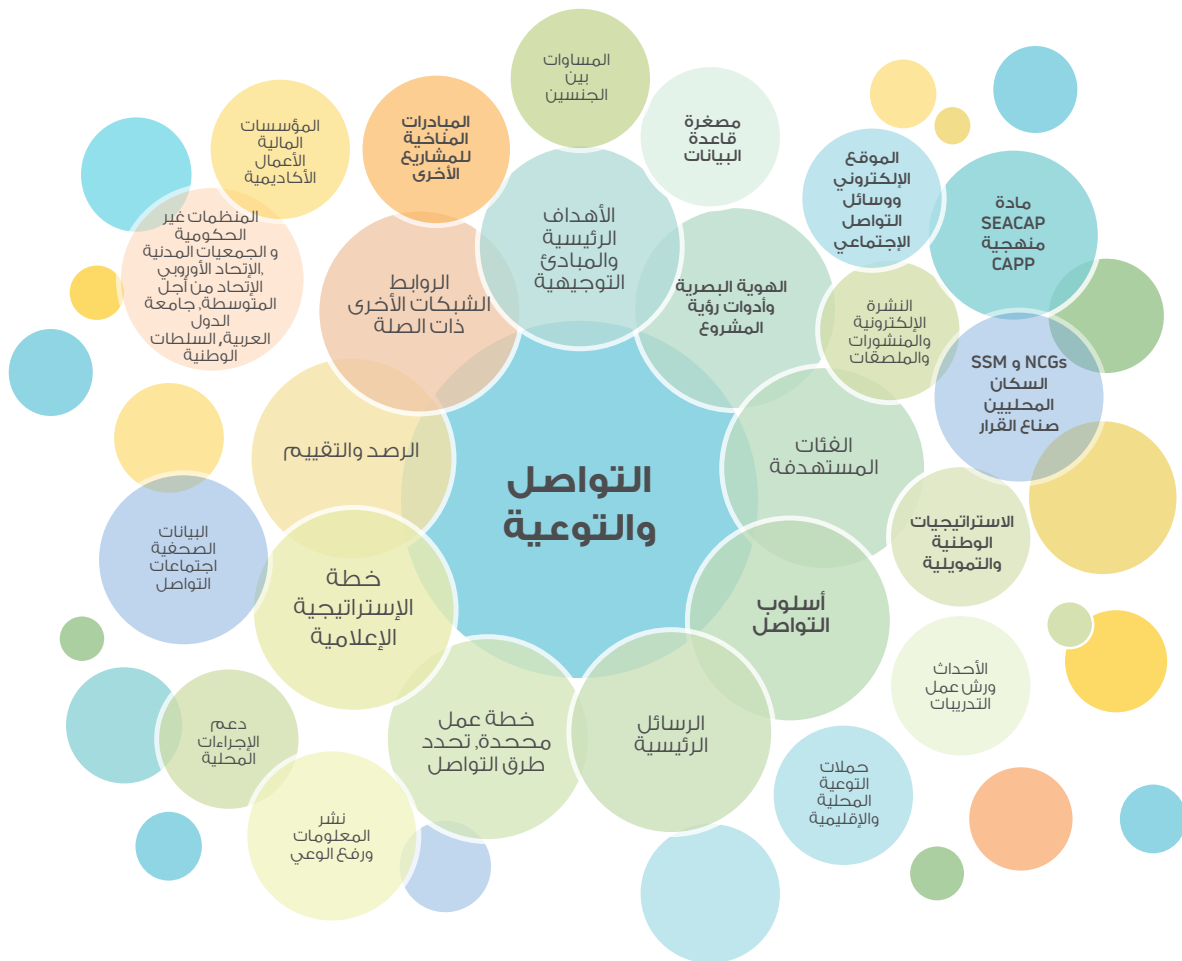 المساوات
بين
الجنسين
مصغرة
قاعدة
البيانات
المبادرات
المناخية
للمشاريع
الأخرى
المؤسسات
المالية
الأعمال
الأكاديمية
الموقع
الإلكتروني
ووسائل
التواصل
الإجتماعي
مادة
SEACAP
منهجية
CAPP
المنظمات غير
الحكومية
و الجمعيات المدنية
,الإتحاد الأوروبي
الإتحاد من أجل
المتوسطة, جامعة
الدول
العربية, السلطات
الوطنية
الأهداف
الرئيسية
والمبادئ
التوجيهية
الروابط
الشبكات الأخرى
ذات الصلة
الهوية البصرية
وأدوات رؤية
المشروع
النشرة
الإلكترونية
والمنشورات
والملصقات
SSM و NCGs
السكان
المحليين
صناع القرار
الرصد والتقييم
الفئات
المستهدفة
التواصل
والتوعية
الاستراتيجيات
الوطنية
والتمويلية
البيانات
الصحفية
اجتماعات
التواصل
خطة
الإستراتيجية
الإعلامية
أسلوب
التواصل
الأحداث
ورش عمل
التدريبات
دعم
الإجراءات
المحلية
خطة عمل
محددة, تحدد
طرق التواصل
الرسائل
الرئيسية
حملات
التوعية
المحلية
والإقليمية
نشر
المعلومات
ورفع الوعي